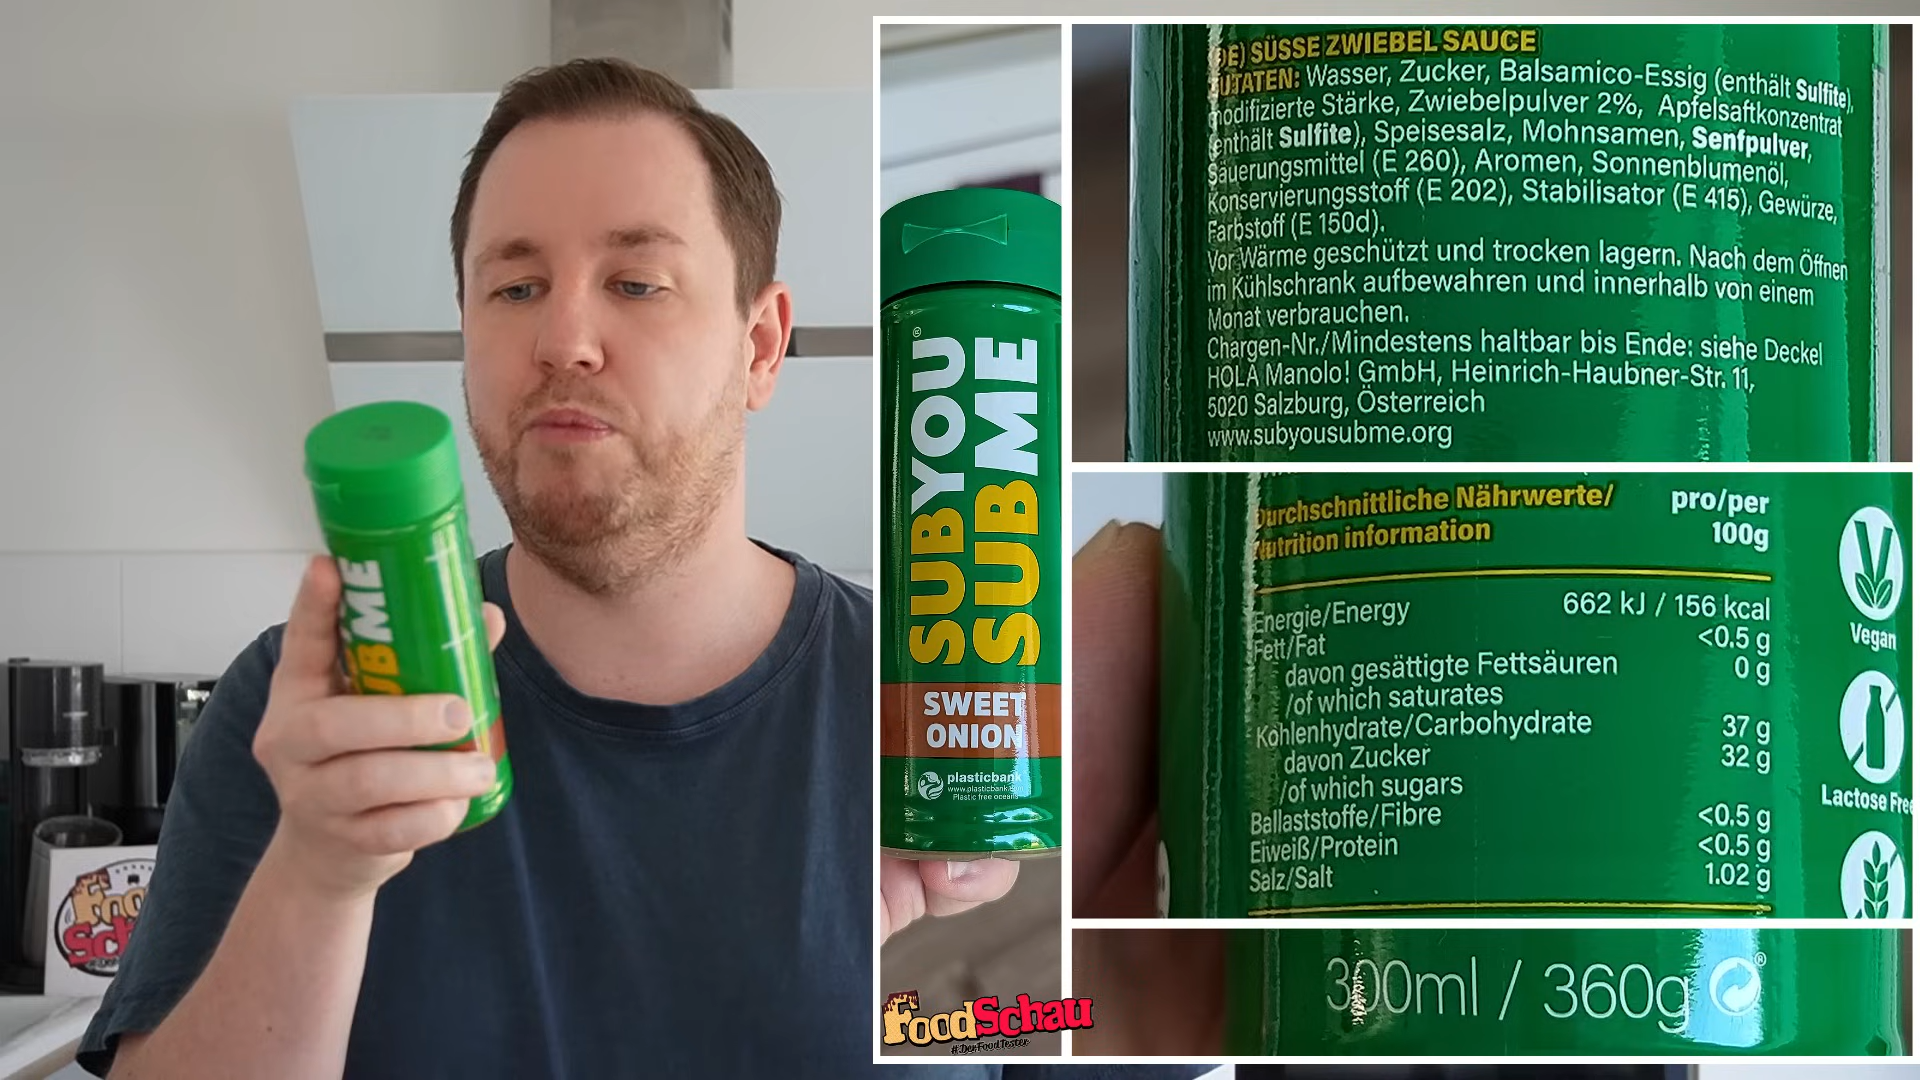 SUBYOU®
SUBME
SWEET
ONION
plasticbank
Plastic free oceans
FoodSchau
#DerFoodTester
DE) SÜSSE ZWIEBEL SAUCE
ZUTATEN: Wasser, Zucker, Balsamico-Essig (enthält Sulfite),
modifizierte Stärke, Zwiebelpulver 2%, Apfelsaftkonzentrat
(enthält Sulfite), Speisesalz, Mohnsamen, Senfpulver,
Säuerungsmittel (E 260), Aromen, Sonnenblumenöl,
Konservierungsstoff (E 202), Stabilisator (E 415), Gewürze,
Farbstoff (E 150d).
Vor Wärme geschützt und trocken lagern. Nach dem Öffnen
im Kühlschrank aufbewahren und innerhalb von einem
Monat verbrauchen.
Chargen-Nr./Mindestens haltbar bis Ende: siehe Deckel
HOLA Manolo! GmbH, Heinrich-Haubner-Str. 11,
5020 Salzburg, Österreich
www.subyousubme.org
Durchschnittliche Nährwerte/ pro/per
Nutrition information 100g
Energie/Energy 662 kJ / 156 kcal
Fett/Fat <0.5 g
davon gesättigte Fettsäuren 0 g
/of which saturates
Kohlenhydrate/Carbohydrate 37 g
davon Zucker 32 g
/of which sugars
Ballaststoffe/Fibre <0.5 g
Eiweiß/Protein <0.5 g
Salz/Salt 1.02 g
Vegan
Lactose Free
300ml / 360g ®